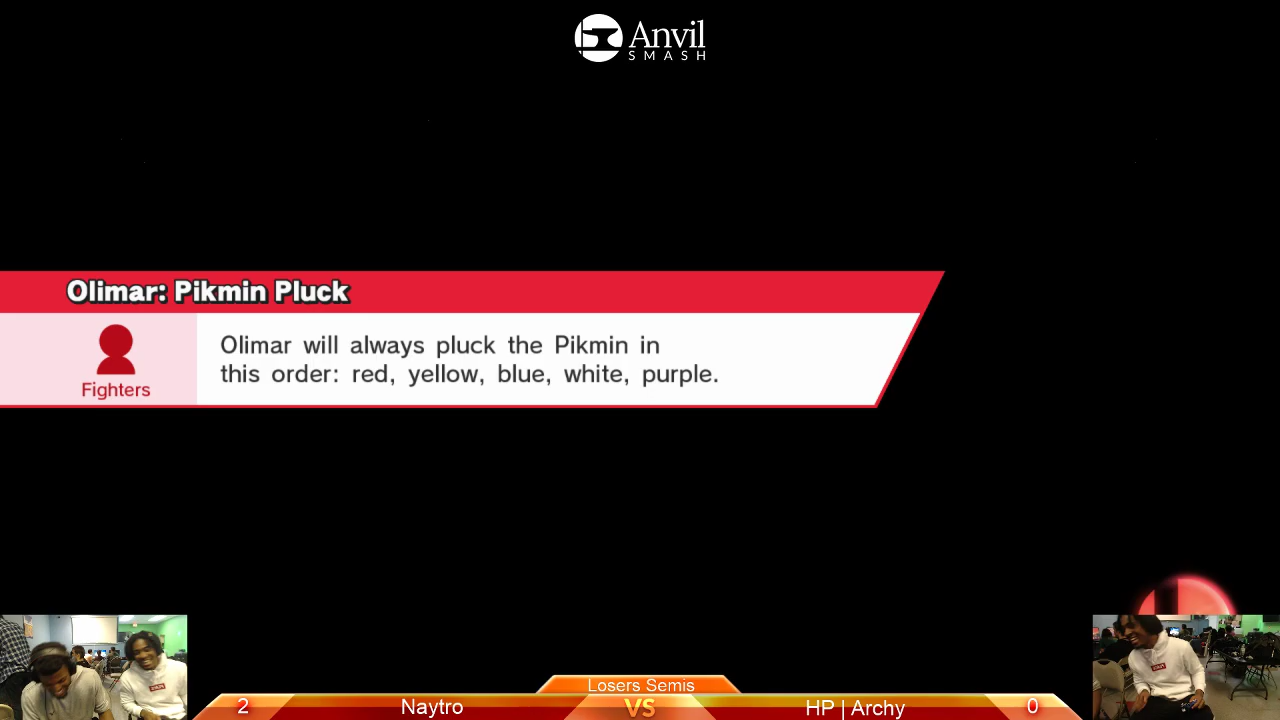 Anvil
SMASH
Olimar: Pikmin Pluck
Fighters
Olimar will always pluck the Pikmin in
this order: red, yellow, blue, white, purple.
Losers Semis
2 Naytro VS HP | Archy 0